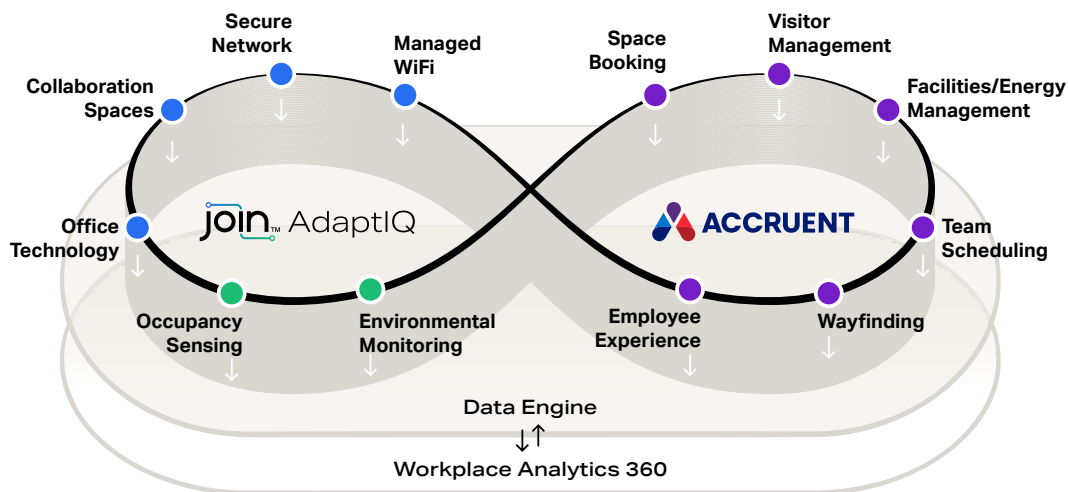 Secure
Network
Managed
WiFi
Collaboration
Spaces
Office
Technology
Occupancy
Sensing
Environmental
Monitoring
join™ AdaptIQ
Space
Booking
Visitor
Management
Facilities/Energy
Management
Team
Scheduling
Wayfinding
Employee
Experience
ACCRUENT
Data Engine
Workplace Analytics 360